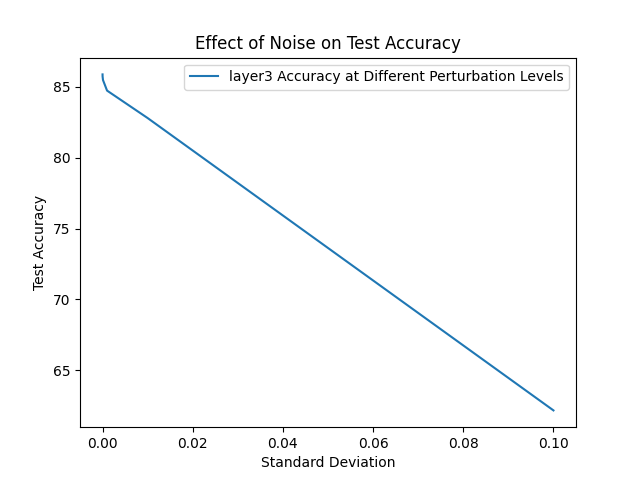 Effect of Noise on Test Accuracy
layer3 Accuracy at Different Perturbation Levels
Test Accuracy
85
80
75
70
65
0.00 0.02 0.04 0.06 0.08 0.10
Standard Deviation